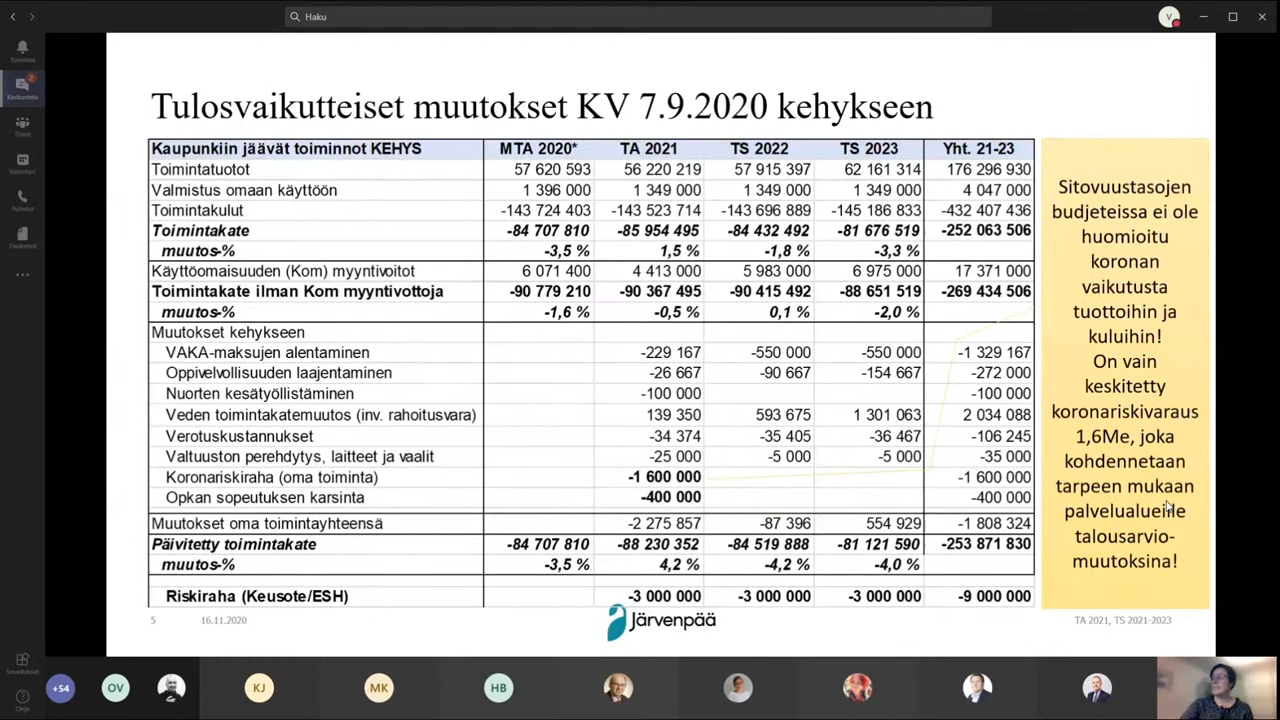 Haku
V
Toiminta
2
Keskustelu
Tiimit
Kalenteri
Puhelut
Tiedostot
Tulosvaikutteiset muutokset KV 7.9.2020 kehykseen
Kaupunkiin jäävät toiminnot KEHYS MTA 2020* TA 2021 TS 2022 TS 2023 Yht. 21-23
Toimintatuotot 57 620 593 56 220 219 57 915 397 62 161 314 176 296 930
Valmistus omaan käyttöön 1 396 000 1 349 000 1 349 000 1 349 000 4 047 000
Toimintakulut -143 724 403 -143 523 714 -143 696 889 -145 186 833 -432 407 436
Toimintakate -84 707 810 -85 954 495 -84 432 492 -81 676 519 -252 063 506
muutos-% -3,5 % 1,5 % -1,8 % -3,3 %
Käyttöomaisuuden (Kom) myyntivoitot 6 071 400 4 413 000 5 983 000 6 975 000 17 371 000
Toimintakate ilman Kom myyntivottoja -90 779 210 -90 367 495 -90 415 492 -88 651 519 -269 434 506
muutos-% -1,6 % -0,5 % 0,1 % -2,0 %
Muutokset kehykseen
VAKA-maksujen alentaminen -229 167 -550 000 -550 000 -1 329 167
Oppivelvollisuuden laajentaminen -26 667 -90 667 -154 667 -272 000
Nuorten kesätyöllistäminen -100 000 -100 000
Veden toimintakatemuutos (inv. rahoitusvara) 139 350 593 675 1 301 063 2 034 088
Verotuskustannukset -34 374 -35 405 -36 467 -106 245
Valtuuston perehdytys, laitteet ja vaalit -25 000 -5 000 -5 000 -35 000
Koronariskiraha (oma toiminta) -1 600 000 -1 600 000
Opkan sopeutuksen karsinta -400 000 -400 000
Muutokset oma toimintayhteensä -2 275 857 -87 396 554 929 -1 808 324
Päivitetty toimintakate -84 707 810 -88 230 352 -84 519 888 -81 121 590 -253 871 830
muutos-% -3,5 % 4,2 % -4,2 % -4,0 %
Riskiraha (Keusote/ESH) -3 000 000 -3 000 000 -3 000 000 -9 000 000
Sitovuustasojen
budjeteissa ei ole
huomioitu
koronan
vaikutusta
tuottoihin ja
kuluihin!
On vain
keskitetty
koronariskivaraus
1,6Me, joka
kohdennetaan
tarpeen mukaan
palvelualueille
talousarvio-
muutoksina!
5 16.11.2020 Järvenpää TA 2021, TS 2021-2023
Sovellukset
Ohje
+54 OV KJ MK HB